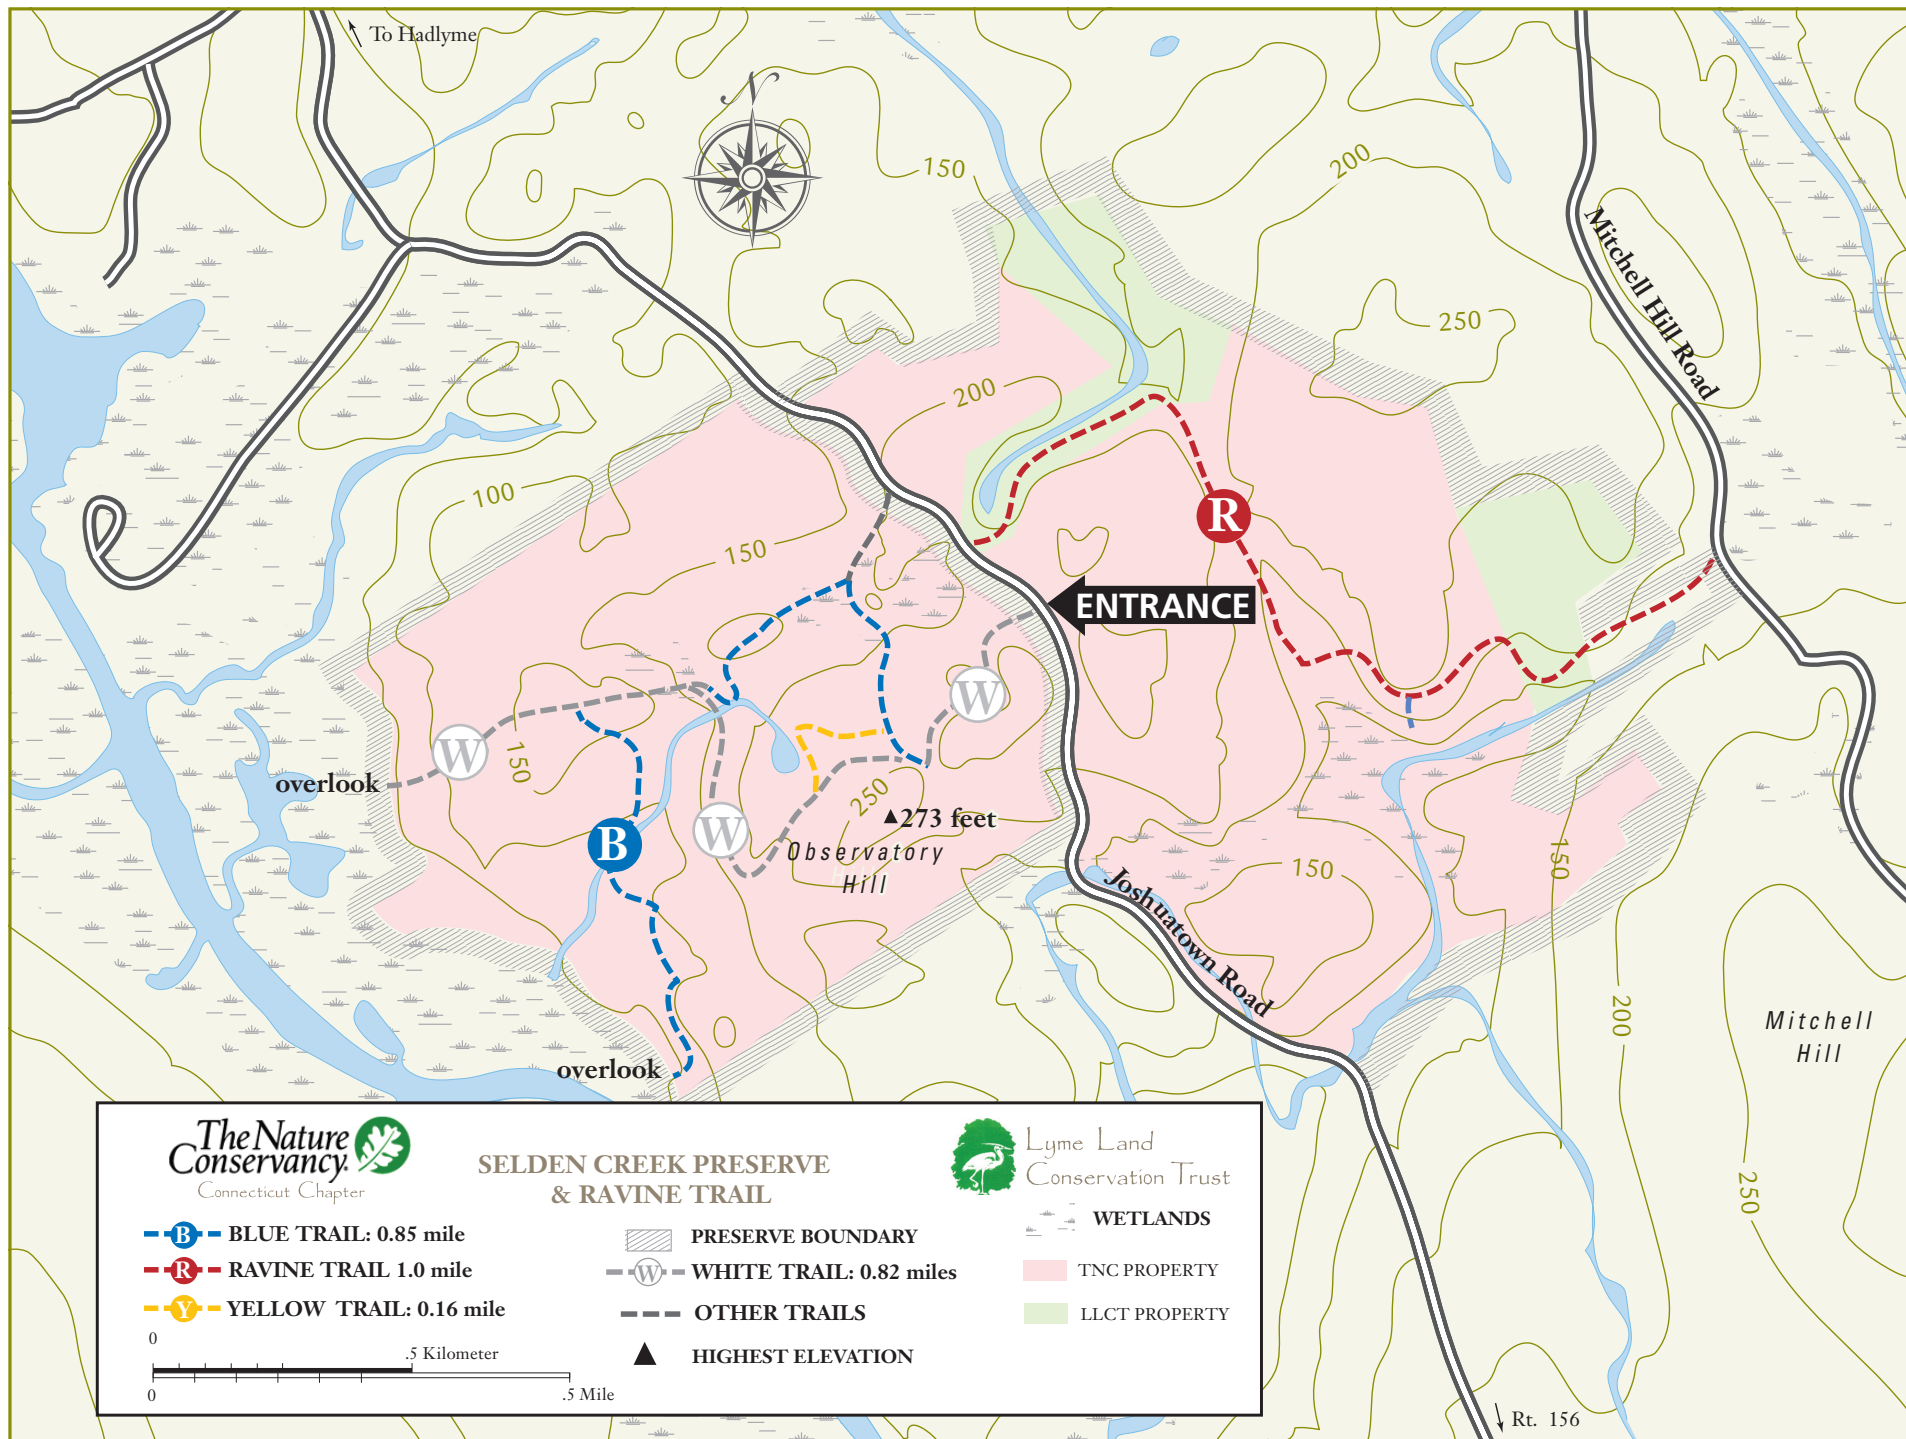 To Hadlyme
N
150
200
Mitchell Hill Road
250
200
100
150
R
ENTRANCE
W
W
150
overlook
250
273 feet
W
B
Observatory
Hill
150
150
Joshuatown Road
200
Mitchell
Hill
overlook
250
The Nature
Conservancy
Connecticut Chapter
SELDEN CREEK PRESERVE
& RAVINE TRAIL
Lyme Land
Conservation Trust
B BLUE TRAIL: 0.85 mile
R RAVINE TRAIL 1.0 mile
Y YELLOW TRAIL: 0.16 mile
0
.5 Kilometer
0
.5 Mile
PRESERVE BOUNDARY
W WHITE TRAIL: 0.82 miles
OTHER TRAILS
HIGHEST ELEVATION
WETLANDS
TNC PROPERTY
LLCT PROPERTY
Rt. 156